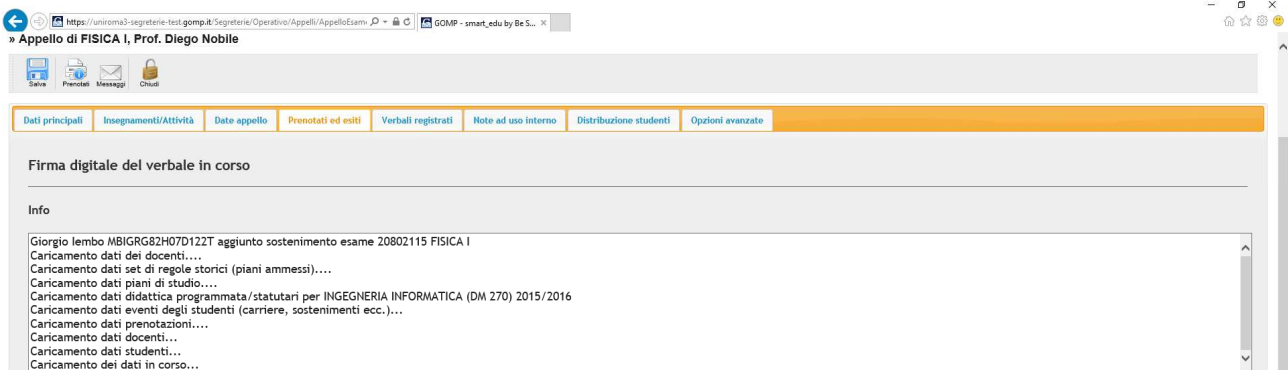 https://uniroma3-segreterie-test.gomp.it/Segreterie/Operativo/Appelli/AppelloEsam
GOMP - smart_edu by Be S...
» Appello di FISICA I, Prof. Diego Nobile
Salva Prenotati Messaggi Chiudi
Dati principali Insegnamenti/Attività Date appello Prenotati ed esiti Verbali registrati Note ad uso interno Distribuzione studenti Opzioni avanzate
Firma digitale del verbale in corso
Info
Giorgio Iembo MBIGRG82H07D122T aggiunto sostenimento esame 20802115 FISICA I
Caricamento dati dei docenti....
Caricamento dati set di regole storici (piani ammessi)....
Caricamento dati piani di studio....
Caricamento dati didattica programmata/statutari per INGEGNERIA INFORMATICA (DM 270) 2015/2016
Caricamento dati eventi degli studenti (carriere, sostenimenti ecc.)...
Caricamento dati prenotazioni....
Caricamento dati docenti...
Caricamento dati studenti...
Caricamento dei dati in corso...